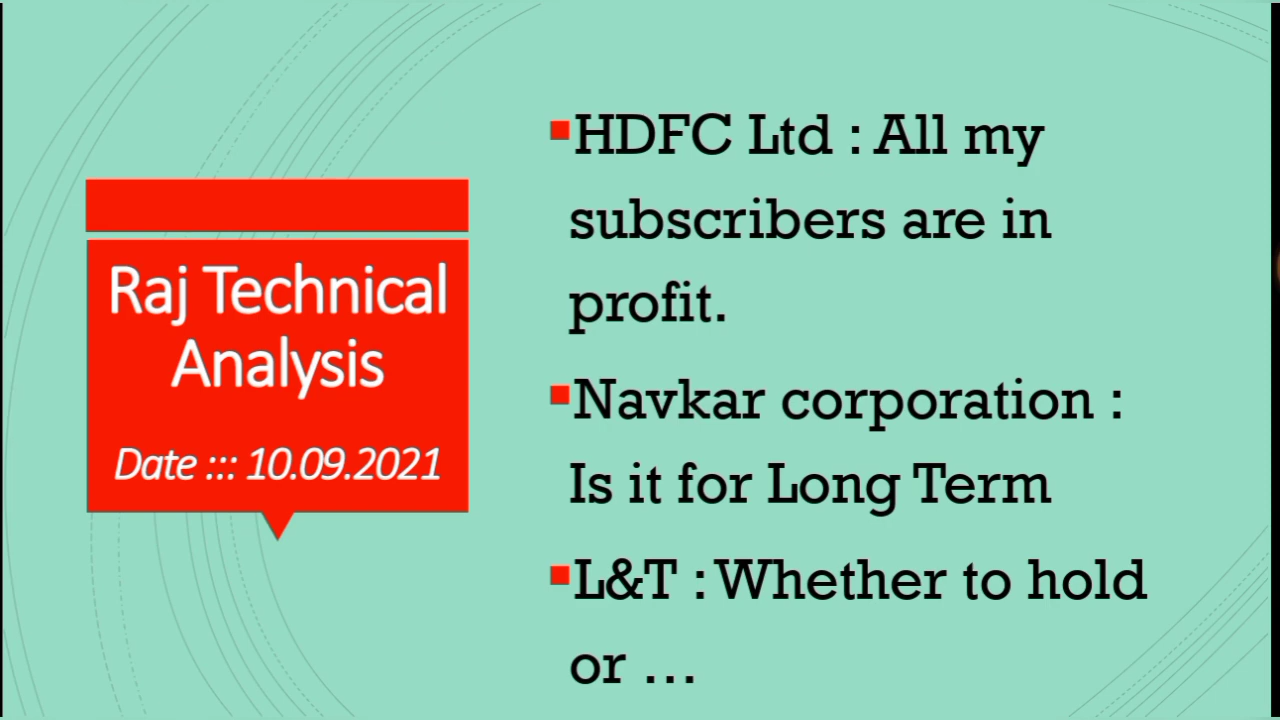 Raj Technical
Analysis
Date ::: 10.09.2021
HDFC Ltd : All my
subscribers are in
profit.
Navkar corporation :
Is it for Long Term
L&T : Whether to hold
or ...